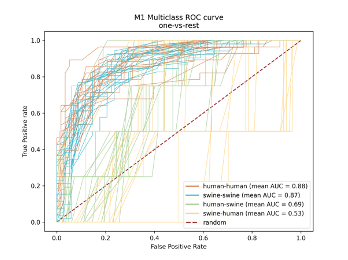 M1 Multiclass ROC curve
one-vs-rest
True Positive rate
1.0
0.8
0.6
0.4
0.2
0.0
human-human (mean AUC = 0.88)
swine-swine (mean AUC = 0.87)
human-swine (mean AUC = 0.69)
swine-human (mean AUC = 0.53)
random
0.0 0.2 0.4 0.6 0.8 1.0
False Positive Rate